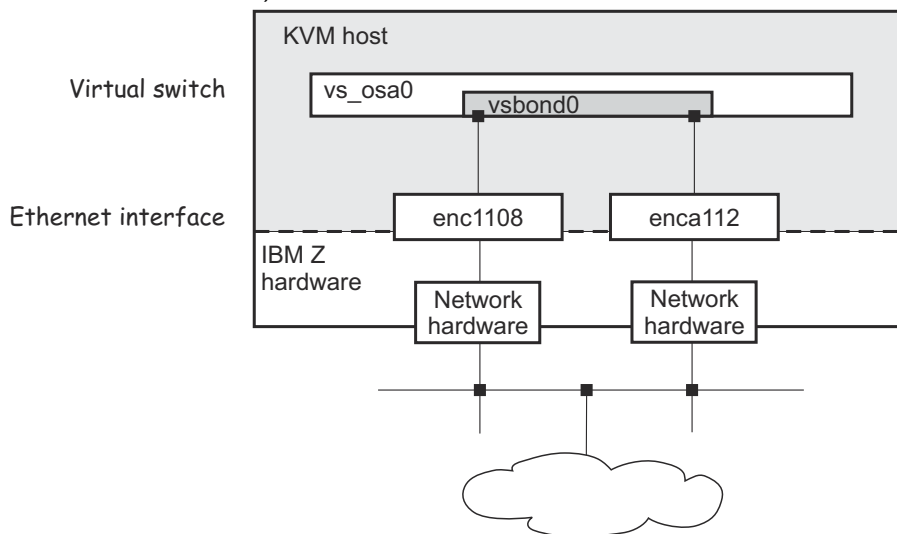 KVM host
Virtual switch
vs_osa0
vsbond0
Ethernet interface
enc1108
enca112
IBM Z
hardware
Network
hardware
Network
hardware